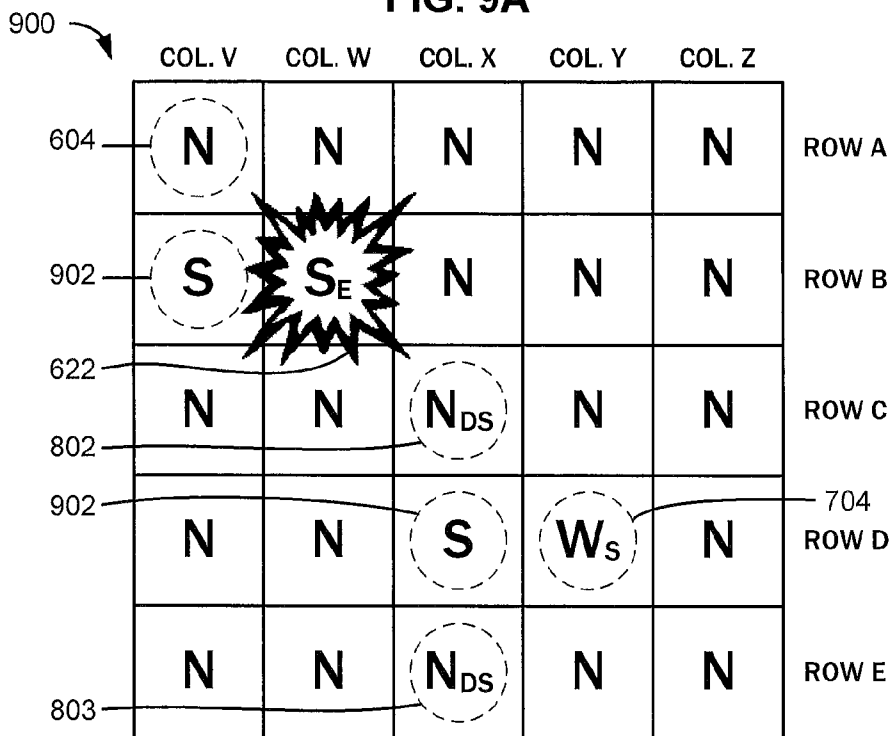 FIG. 9A
900
COL. V COL. W COL. X COL. Y COL. Z
604 N N N N N ROW A
902 S SE N N N ROW B
622
N N NDS N N ROW C
802
902 704
N N S WS N ROW D
N N NDS N N ROW E
803